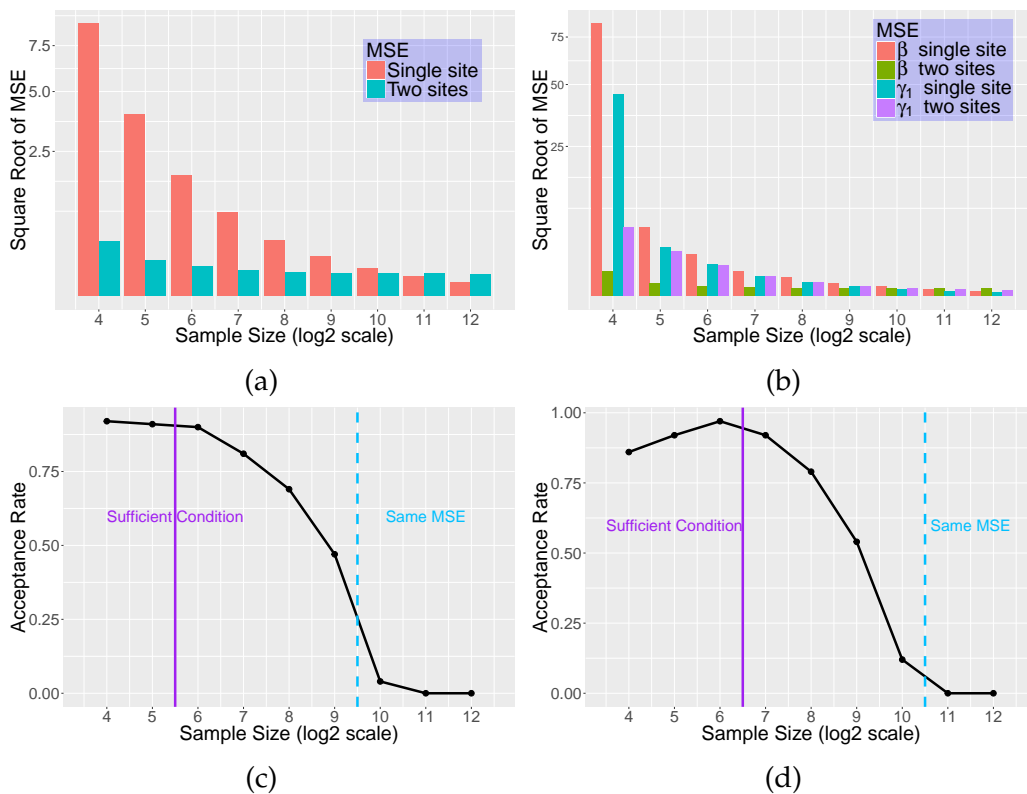 MSE
Single site
Two sites
7.5
5.0
2.5
Square Root of MSE
4 5 6 7 8 9 10 11 12
Sample Size (log2 scale)
(a)
MSE
β single site
β two sites
γ₁ single site
γ₁ two sites
75
50
25
Square Root of MSE
4 5 6 7 8 9 10 11 12
Sample Size (log2 scale)
(b)
0.75
0.50
0.25
0.00
Acceptance Rate
Sufficient Condition
Same MSE
4 5 6 7 8 9 10 11 12
Sample Size (log2 scale)
(c)
1.00
0.75
0.50
0.25
0.00
Acceptance Rate
Sufficient Condition
Same MSE
4 5 6 7 8 9 10 11 12
Sample Size (log2 scale)
(d)